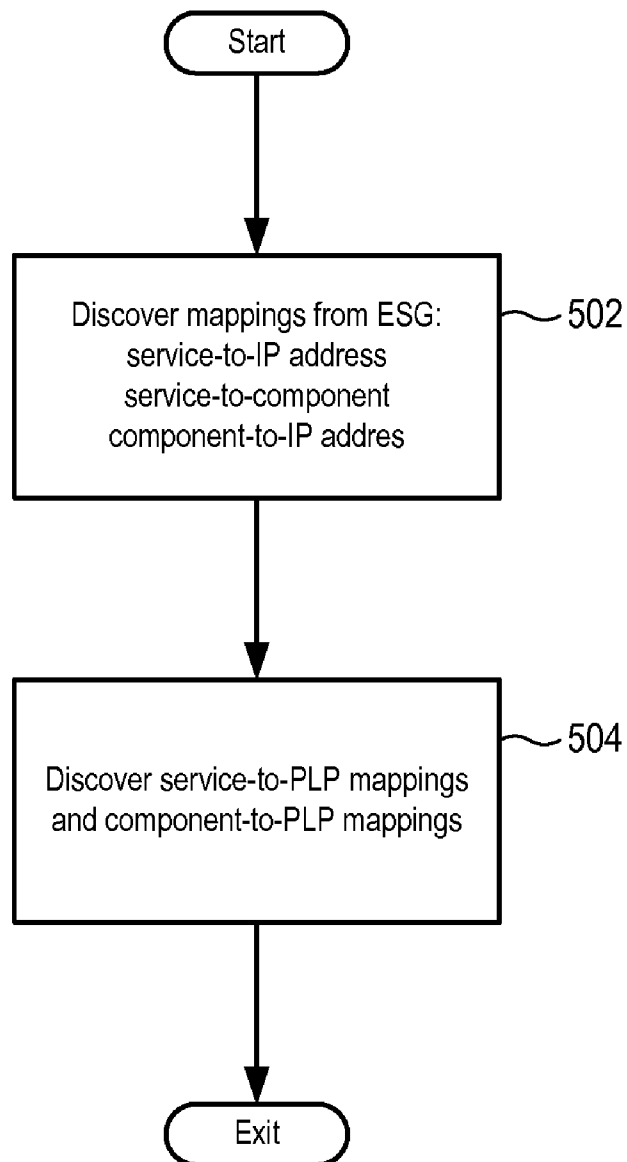 Start
Discover mappings from ESG:
service-to-IP address
service-to-component
component-to-IP addres
502
Discover service-to-PLP mappings
and component-to-PLP mappings
504
Exit